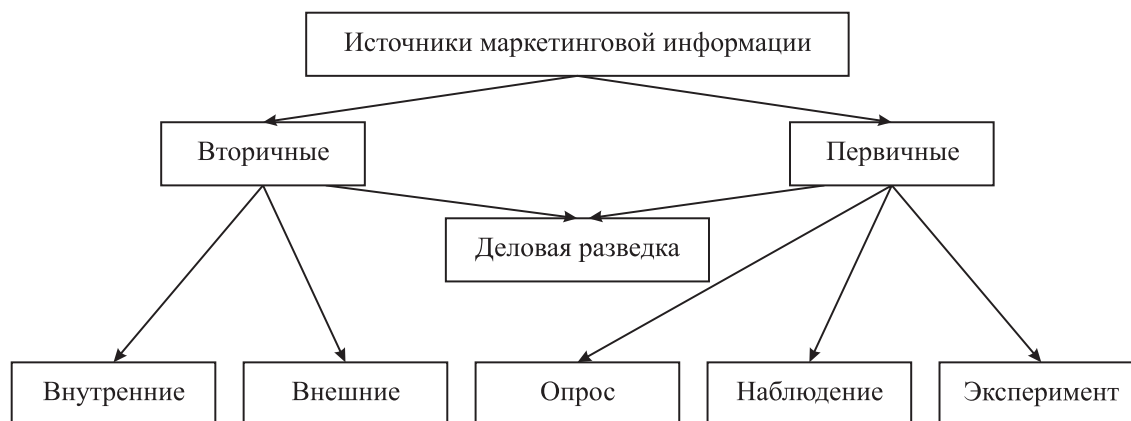 Источники маркетинговой информации
Вторичные
Первичные
Деловая разведка
Внутренние
Внешние
Опрос
Наблюдение
Эксперимент